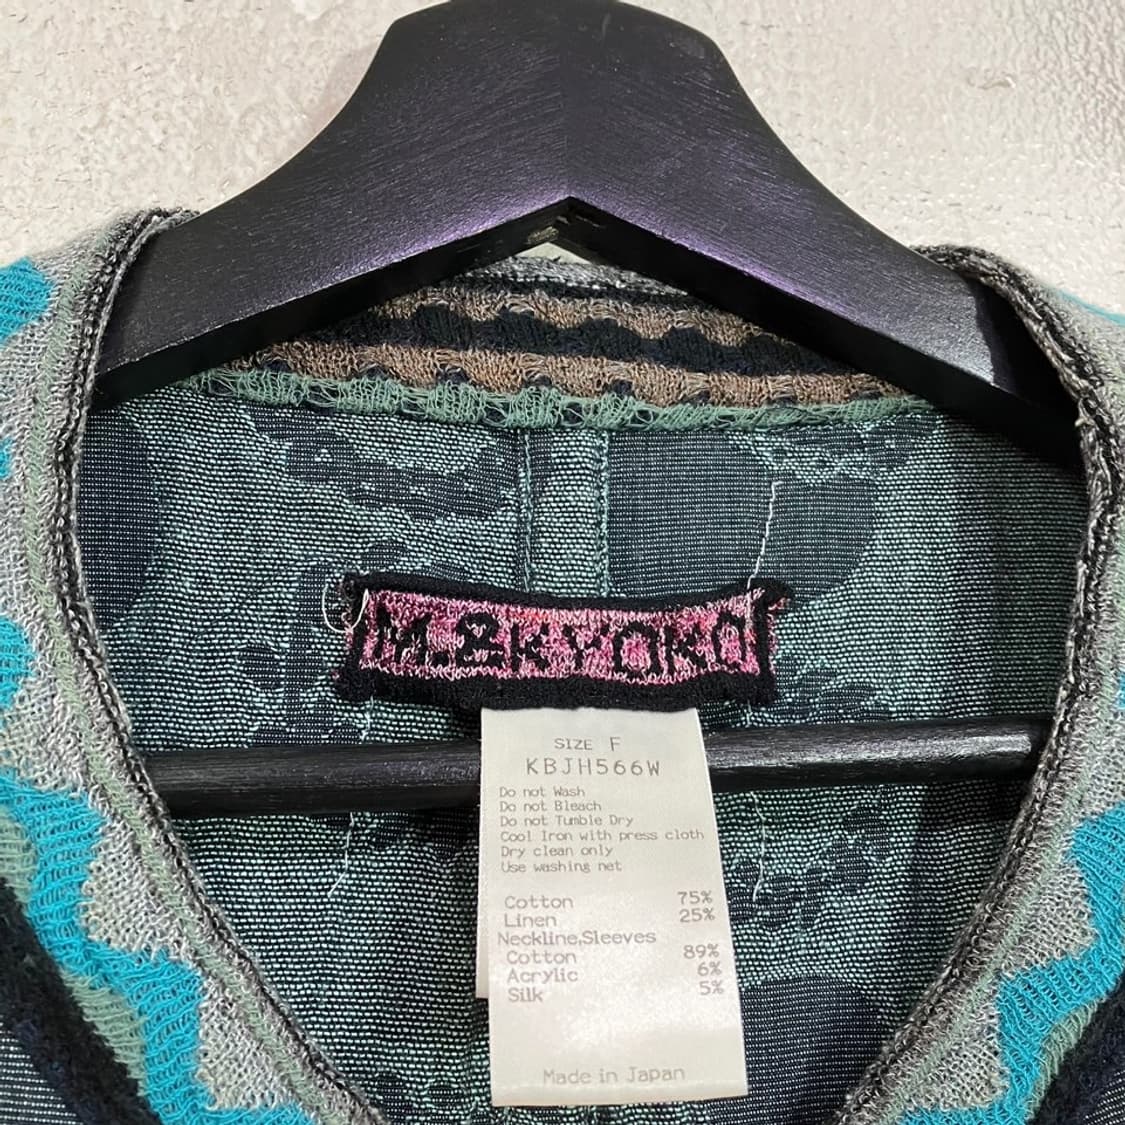 M.&KYOKO
SIZE F
KBJH566W
Do not Wash
Do not Bleach
Do not Tumble Dry
Cool Iron with press cloth
Dry clean only
Use washing net
Cotton 75%
Linen 25%
Neckline,Sleeves
Cotton 89%
Acrylic 6%
Silk 5%
Made in Japan